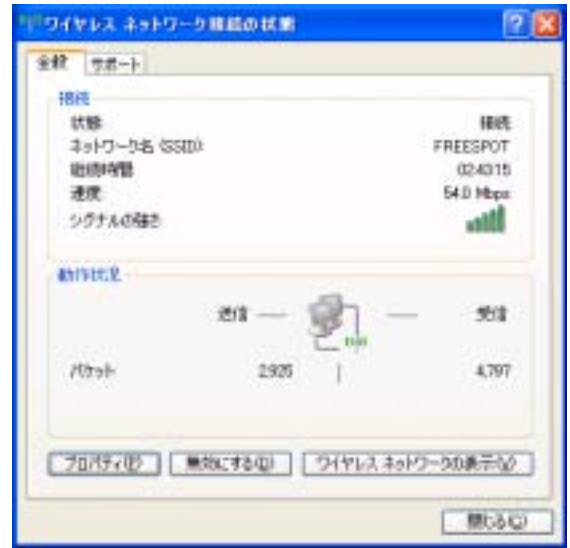 ワイヤレス ネットワーク接続の状態
全般 サポート
接続
状態: 接続
ネットワーク名 (SSID): FREESPOT
継続時間: 02:43:15
速度: 54.0 Mbps
シグナルの強さ:
動作状況
送信 受信
パケット: 2,925 4,797
プロパティ(P) 無効にする(D) ワイヤレス ネットワークの表示(V)
閉じる(C)